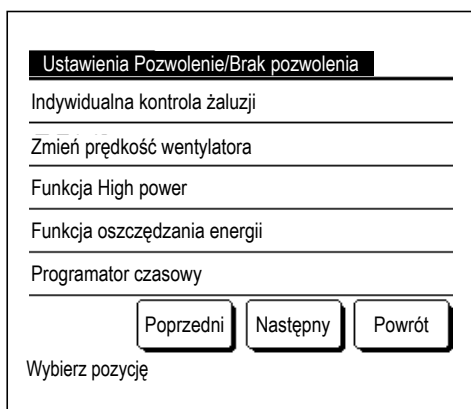 Ustawienia Pozwolenie/Brak pozwolenia
Indywidualna kontrola żaluzji
Zmień prędkość wentylatora
Funkcja High power
Funkcja oszczędzania energii
Programator czasowy
Poprzedni Następny Powrót
Wybierz pozycję